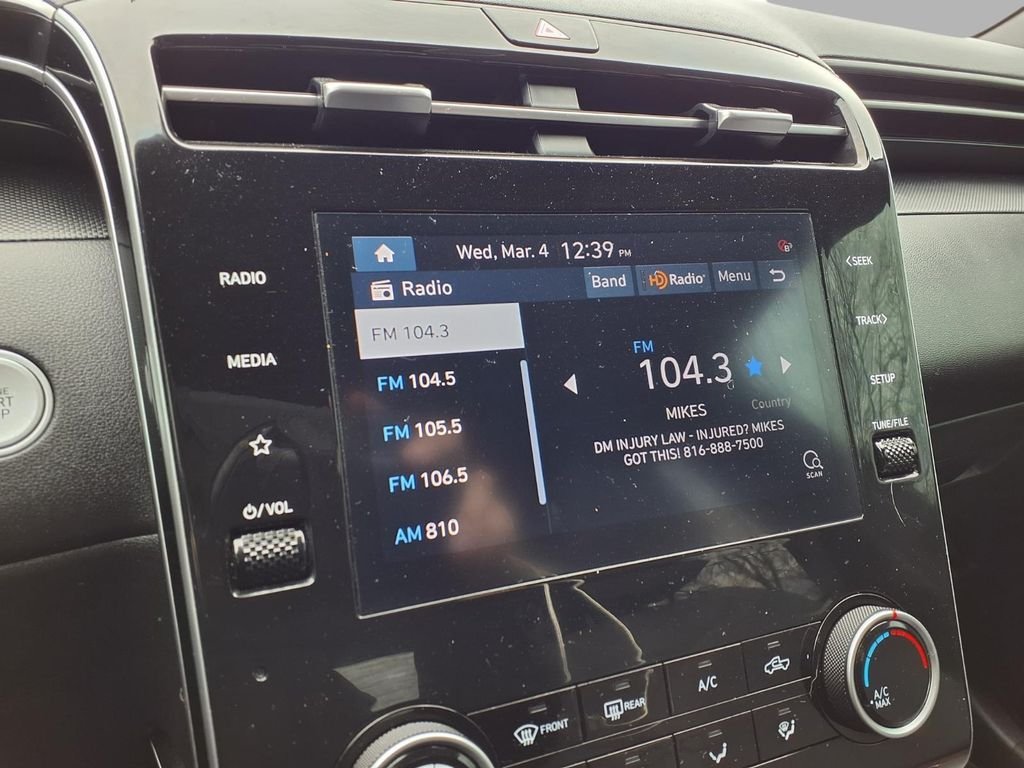 Wed, Mar. 4 12:39 PM
B
Radio Band HD Radio Menu
FM 104.3
FM 104.5
FM 105.5
FM 106.5
AM 810
FM
104.3
MIKES Country
DM INJURY LAW - INJURED? MIKES
GOT THIS! 816-888-7500
SCAN
RADIO
MEDIA
VOL
SEEK
TRACK
SETUP
TUNE/FILE
FRONT
REAR
A/C
A/C
MAX